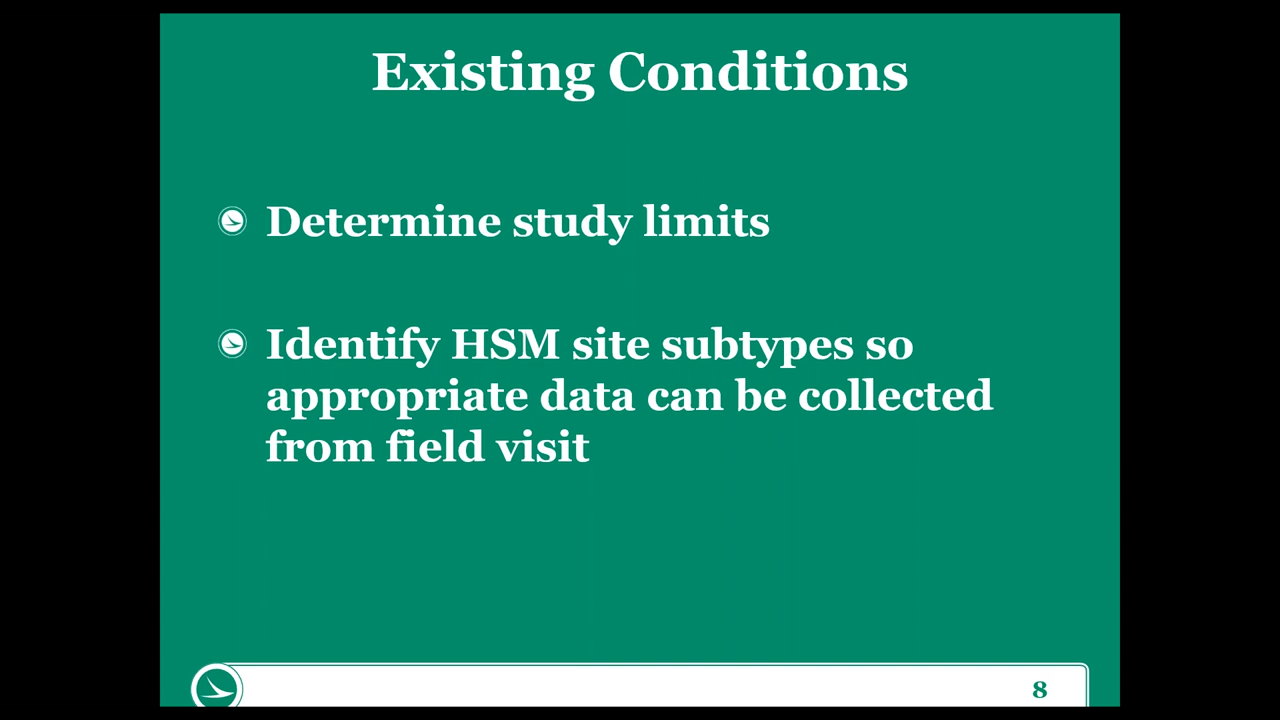 Existing Conditions
Determine study limits
Identify HSM site subtypes so
appropriate data can be collected
from field visit
8